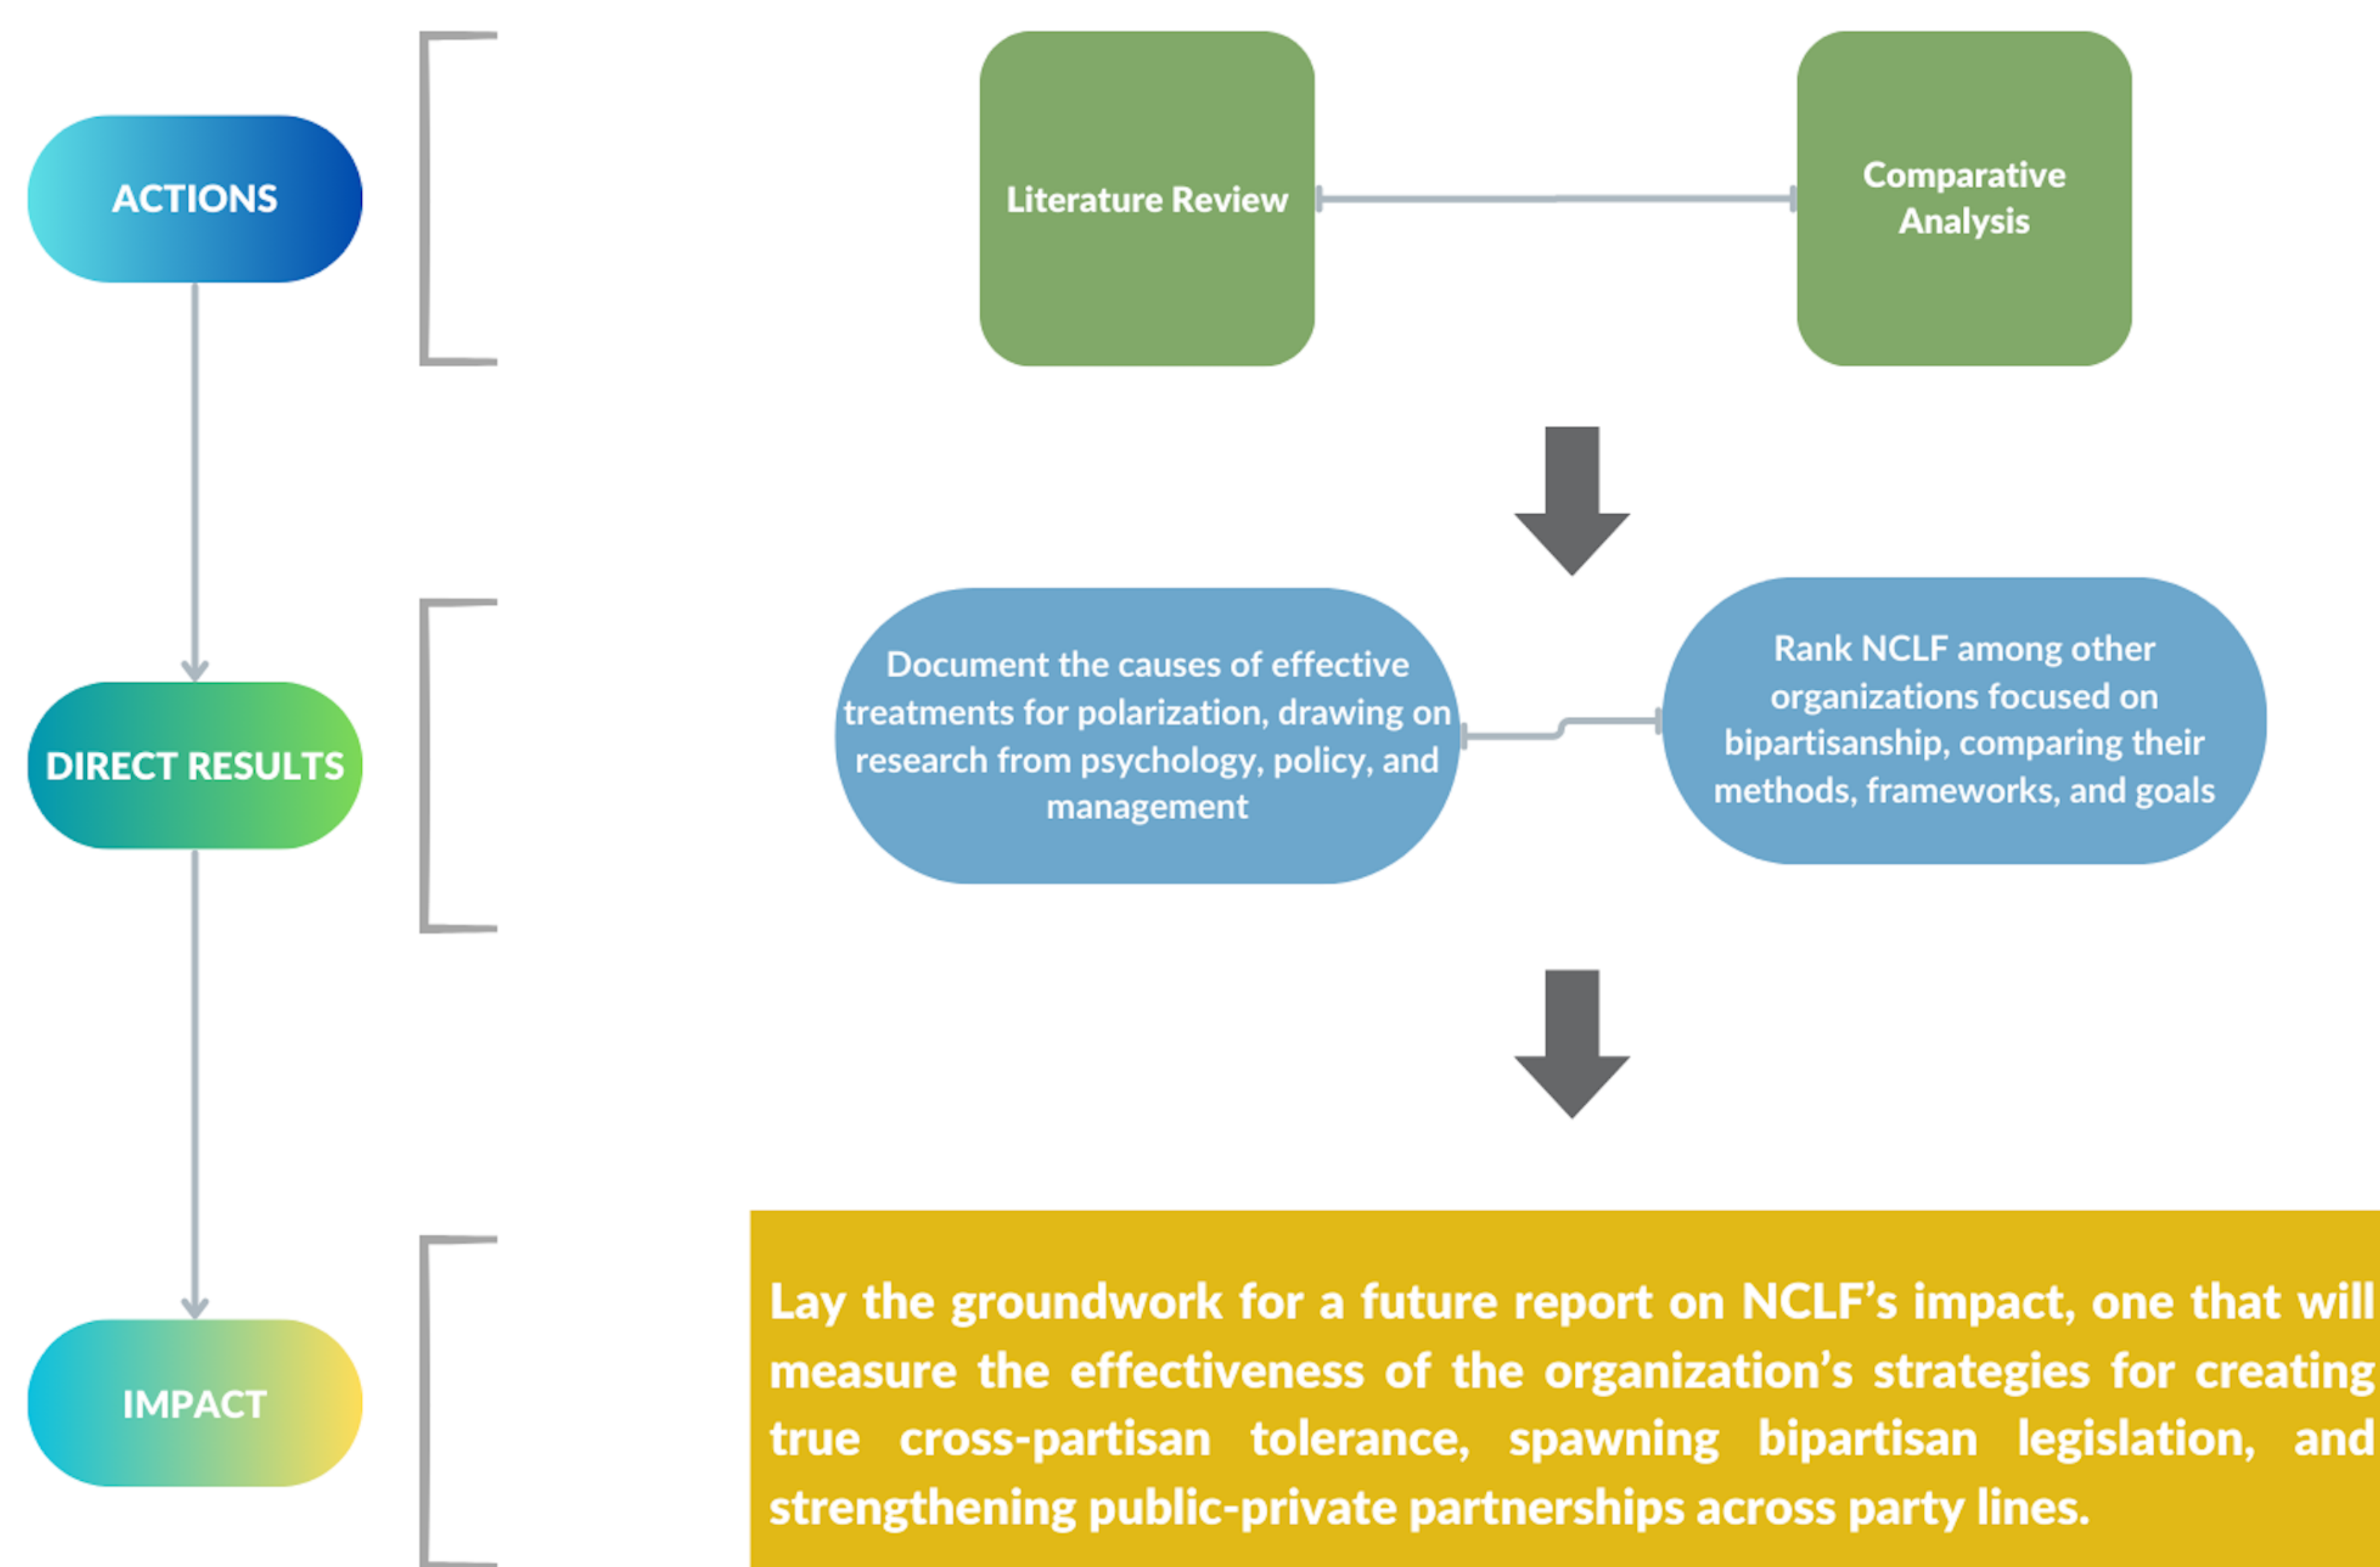 ACTIONS
Literature Review
Comparative
Analysis
DIRECT RESULTS
Document the causes of effective
treatments for polarization, drawing on
research from psychology, policy, and
management
Rank NCLF among other
organizations focused on
bipartisanship, comparing their
methods, frameworks, and goals
IMPACT
Lay the groundwork for a future report on NCLF’s impact, one that will
measure the effectiveness of the organization’s strategies for creating
true cross-partisan tolerance, spawning bipartisan legislation, and
strengthening public-private partnerships across party lines.